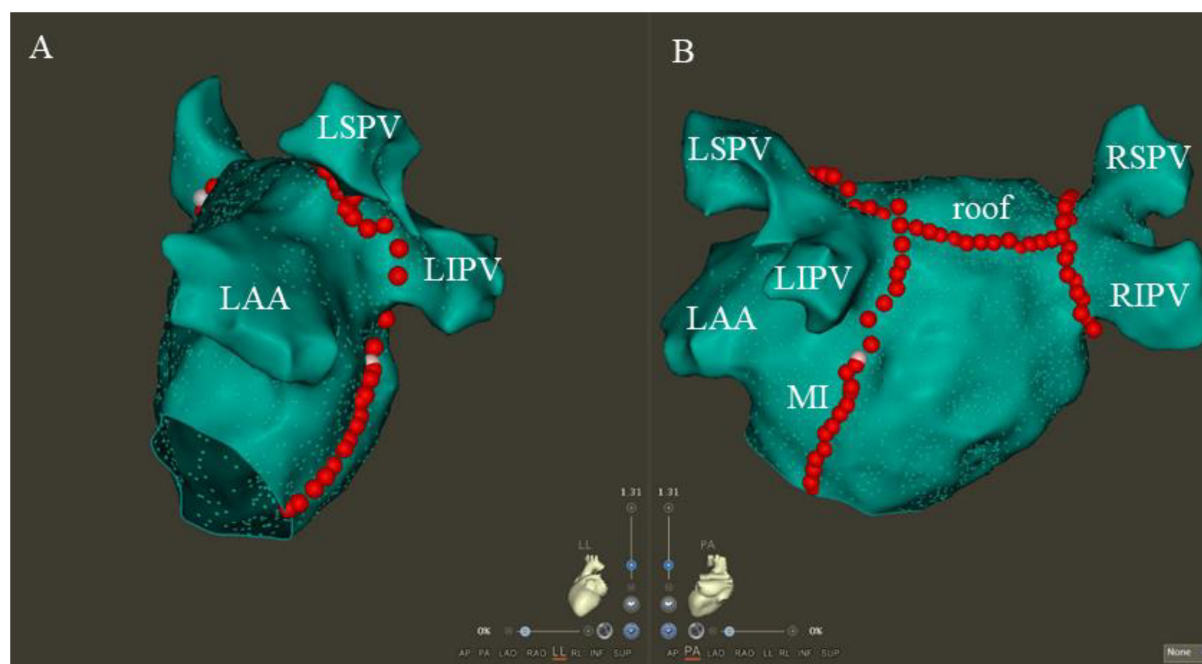 A
LSPV
LIPV
LAA
1.31
LL
0%
AP PA LAO RAO LL RL INF SUP
B
LSPV
RSPV
roof
LIPV
RIPV
LAA
MI
1.31
PA
0%
AP PA LAO RAO LL RL INF SUP
None